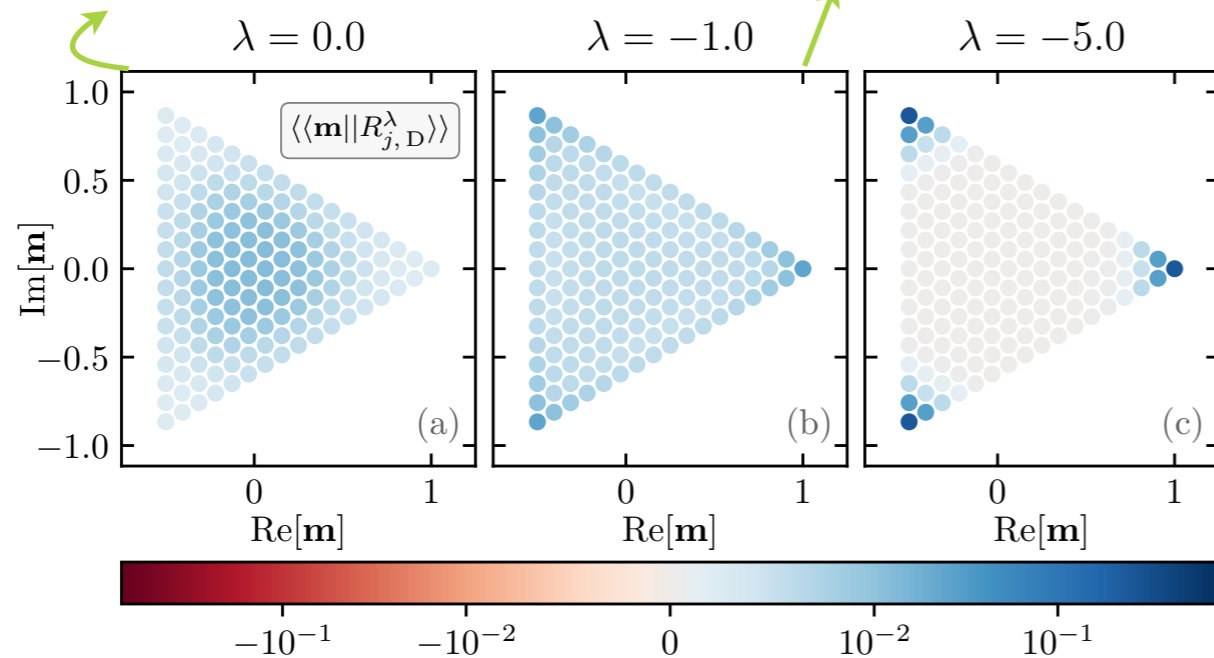 λ = 0.0 λ = −1.0 λ = −5.0
⟨⟨m||R^λ_{j, D}⟩⟩
1.0
0.5
0.0
−0.5
−1.0
Im[m]
(a) (b) (c)
0 1 0 1 0 1
Re[m] Re[m] Re[m]
−10^{−1} −10^{−2} 0 10^{−2} 10^{−1}